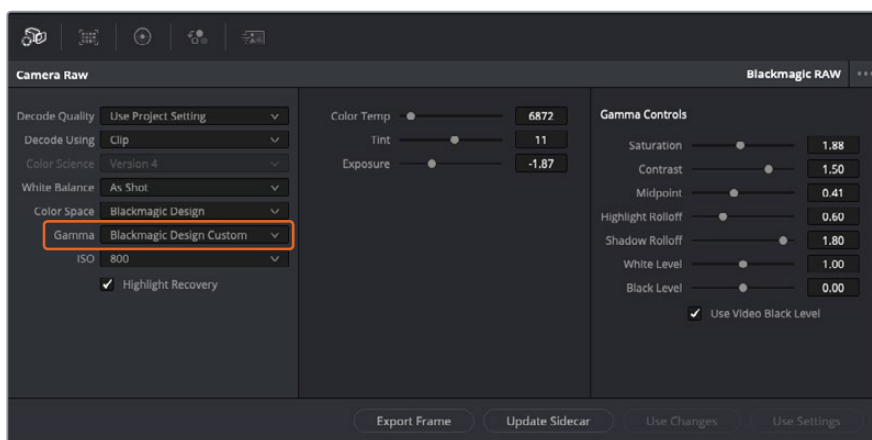 Camera Raw
Blackmagic RAW
Decode Quality Use Project Setting
Decode Using Clip
Color Science Version 4
White Balance As Shot
Color Space Blackmagic Design
Gamma Blackmagic Design Custom
ISO 800
Highlight Recovery
Color Temp 6872
Tint 11
Exposure -1.87
Gamma Controls
Saturation 1.88
Contrast 1.50
Midpoint 0.41
Highlight Rolloff 0.60
Shadow Rolloff 1.80
White Level 1.00
Black Level 0.00
Use Video Black Level
Export Frame
Update Sidecar
Use Changes
Use Settings